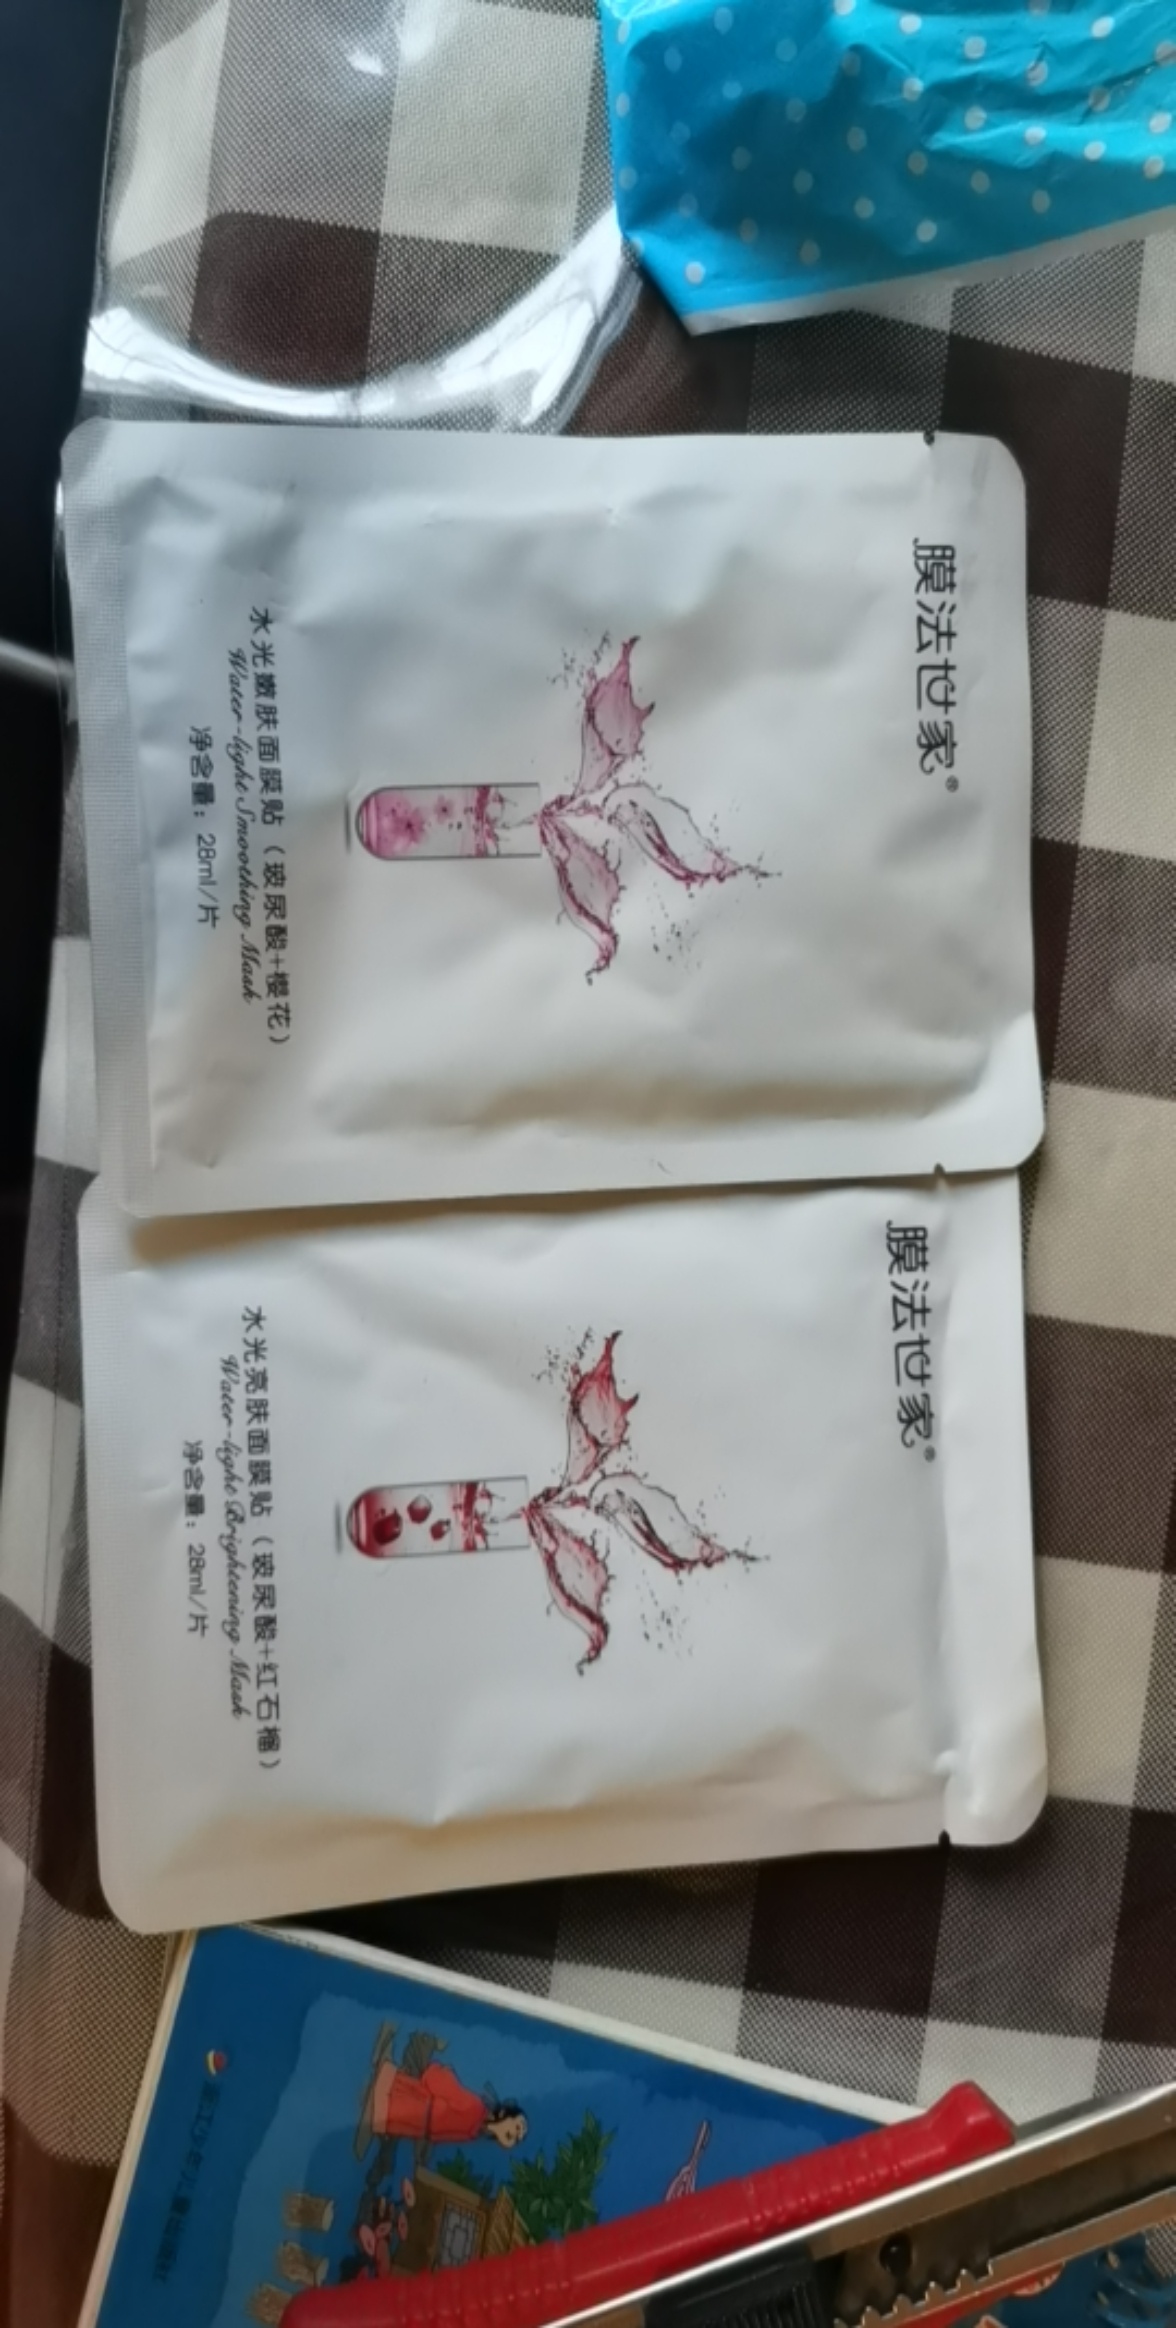 膜法世家®
水光嫩肤面膜贴（玻尿酸+樱花）
Water-light Smoothing Mask
净含量：28ml/片
膜法世家®
水光亮肤面膜贴（玻尿酸+红石榴）
Water-light Brightening Mask
净含量：28ml/片